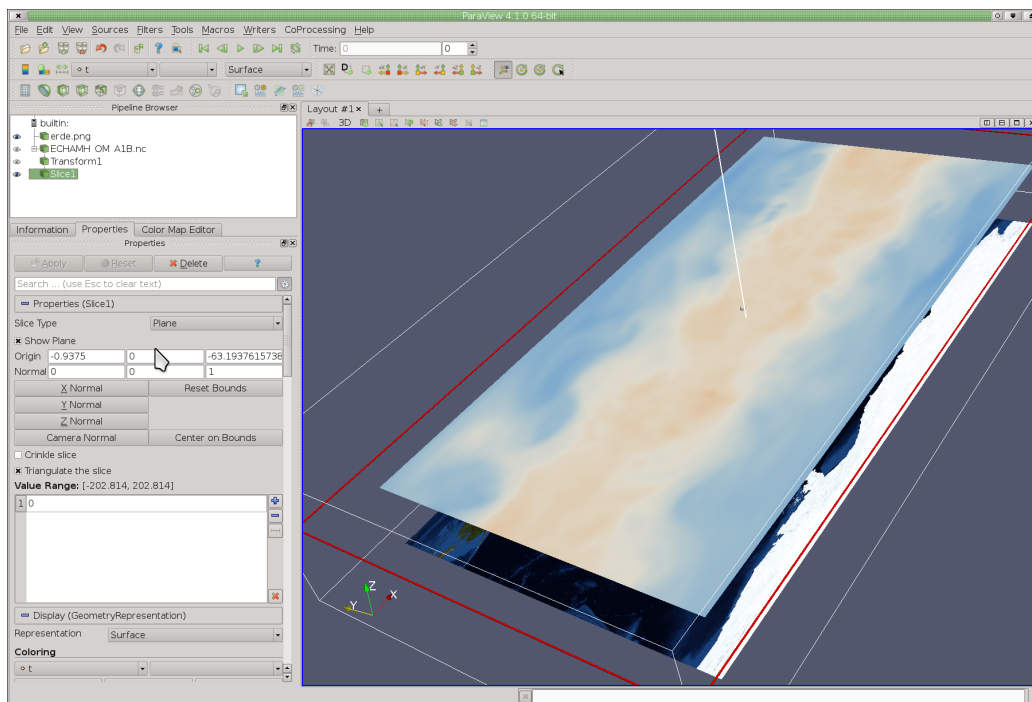 ParaView 4.1.0 64-bit
File Edit View Sources Filters Tools Macros Writers CoProcessing Help
Time: 0 0
t Surface
Pipeline Browser
Layout #1
3D
builtin:
erde.png
ECHAMH OM A1B.nc
Transform1
Slice1
Information Properties Color Map Editor
Properties
Apply Reset Delete ?
Search ... (use Esc to clear text)
Properties (Slice1)
Slice Type Plane
Show Plane
Origin -0.9375 0 -63.1937615738
Normal 0 0 1
X Normal Reset Bounds
Y Normal
Z Normal
Camera Normal Center on Bounds
Crinkle slice
Triangulate the slice
Value Range: [-202.814, 202.814]
1 0
Z
Y X
Display (GeometryRepresentation)
Representation Surface
Coloring
t